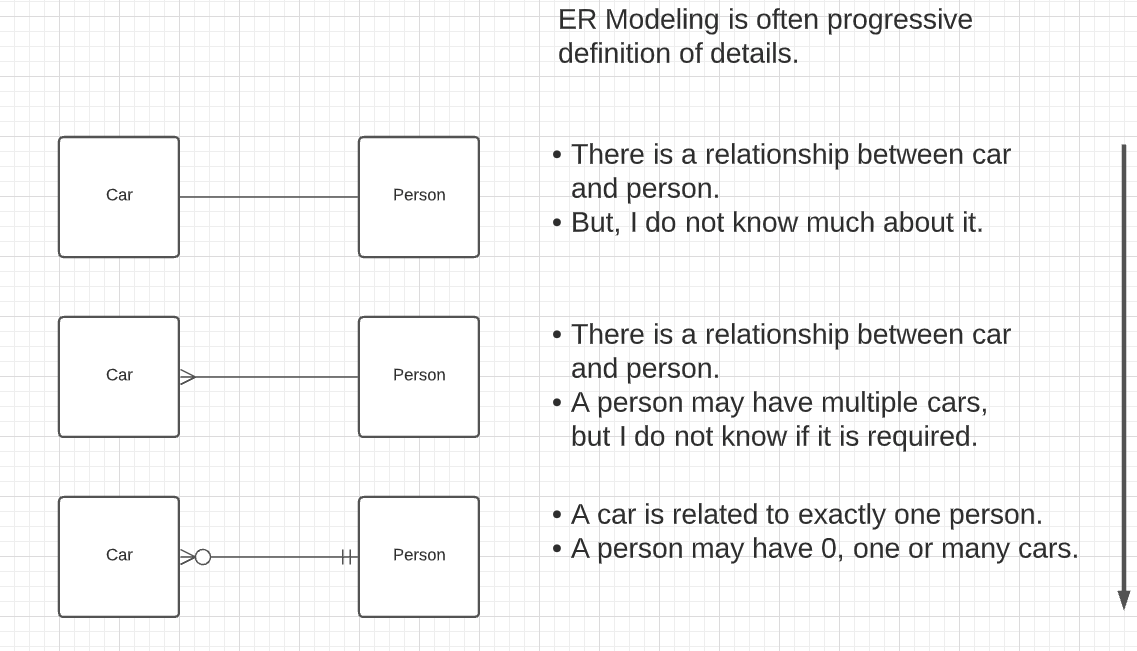 ER Modeling is often progressive
definition of details.
Car
Person
• There is a relationship between car
and person.
• But, I do not know much about it.
Car
Person
• There is a relationship between car
and person.
• A person may have multiple cars,
but I do not know if it is required.
Car
Person
• A car is related to exactly one person.
• A person may have 0, one or many cars.